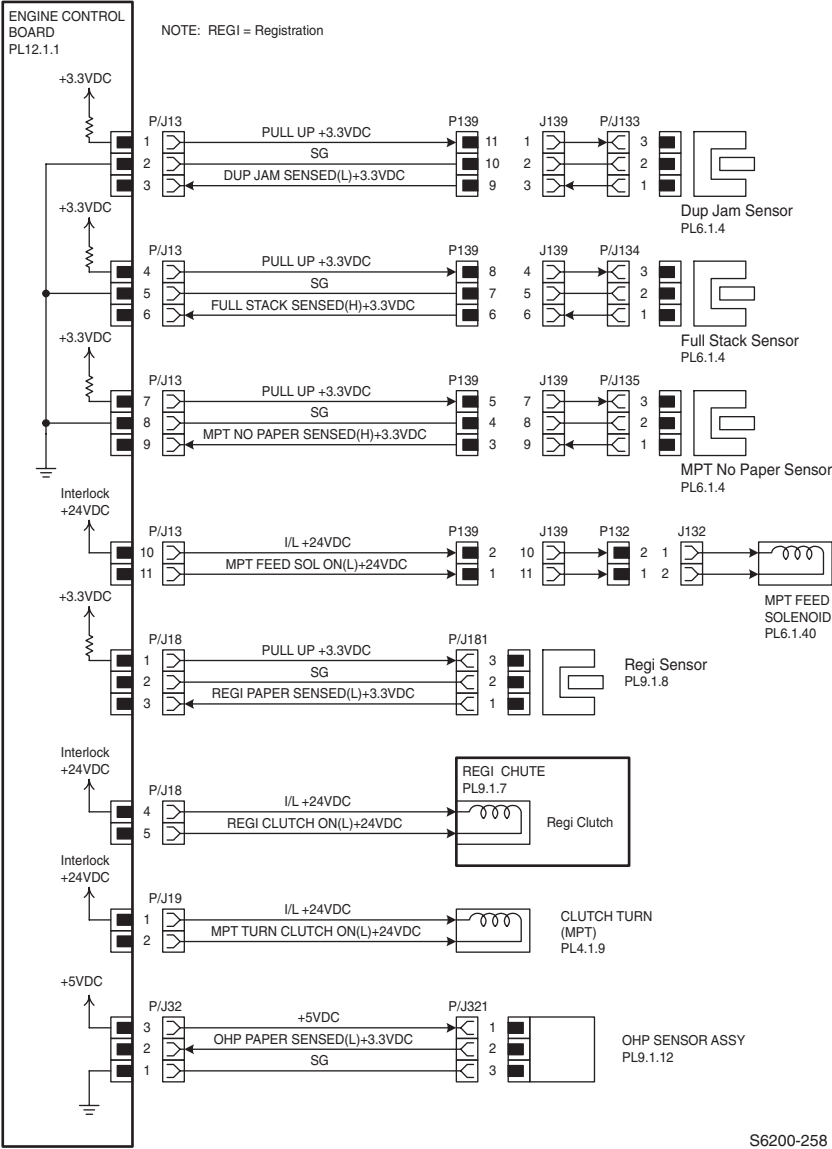 ENGINE CONTROL
BOARD
PL12.1.1
NOTE: REGI = Registration
+3.3VDC
P/J13 P139 J139 P/J133
1 PULL UP +3.3VDC 11 1 3
2 SG 10 2 2
3 DUP JAM SENSED(L)+3.3VDC 9 3 1
Dup Jam Sensor
PL6.1.4
+3.3VDC
P/J13 P139 J139 P/J134
4 PULL UP +3.3VDC 8 4 3
5 SG 7 5 2
6 FULL STACK SENSED(H)+3.3VDC 6 6 1
Full Stack Sensor
PL6.1.4
+3.3VDC
P/J13 P139 J139 P/J135
7 PULL UP +3.3VDC 5 7 3
8 SG 4 8 2
9 MPT NO PAPER SENSED(H)+3.3VDC 3 9 1
MPT No Paper Sensor
PL6.1.4
Interlock
+24VDC
P/J13 P139 J139 P132 J132
10 I/L +24VDC 2 10 2 1
11 MPT FEED SOL ON(L)+24VDC 1 11 1 2
MPT FEED
SOLENOID
PL6.1.40
+3.3VDC
P/J18 P/J181
1 PULL UP +3.3VDC 3
2 SG 2
3 REGI PAPER SENSED(L)+3.3VDC 1
Regi Sensor
PL9.1.8
Interlock
+24VDC
P/J18
4 I/L +24VDC
5 REGI CLUTCH ON(L)+24VDC
REGI CHUTE
PL9.1.7
Regi Clutch
Interlock
+24VDC
P/J19
1 I/L +24VDC
2 MPT TURN CLUTCH ON(L)+24VDC
CLUTCH TURN
(MPT)
PL4.1.9
+5VDC
P/J32 P/J321
3 +5VDC 1
2 OHP PAPER SENSED(L)+3.3VDC 2
1 SG 3
OHP SENSOR ASSY
PL9.1.12
S6200-258